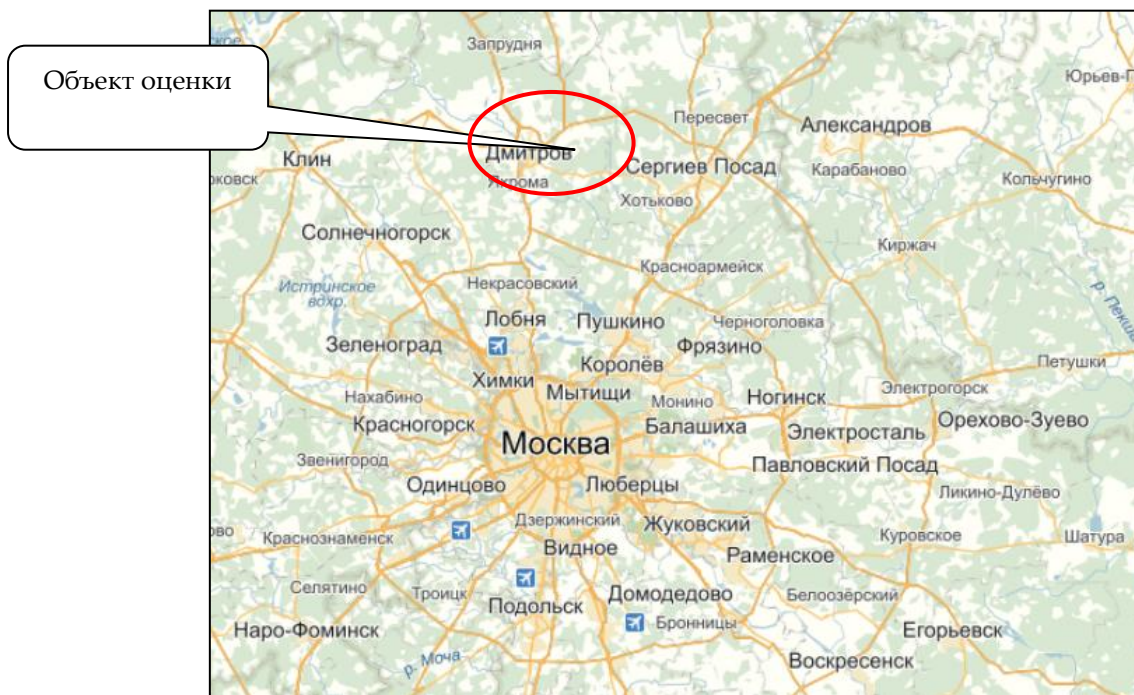 Объект оценки
Запрудня
Юрьев-П
Пересвет
Александров
Дмитров
Клин
Сергиев Посад
Карабаново
Кольчугино
Яхрома
Хотьково
Солнечногорск
Киржач
Красноармейск
Истринское
вдхр.
Некрасовский
р. Пекша
Лобня
Пушкино
Черноголовка
Зеленоград
Фрязино
Королёв
Петушки
Химки
Мытищи
Электрогорск
Нахабино
Монино
Ногинск
Красногорск
Балашиха
Орехово-Зуево
Электросталь
Москва
Звенигород
Павловский Посад
Одинцово
Люберцы
Ликино-Дулёво
Дзержинский
Жуковский
Краснознаменск
Куровское
Шатура
Видное
Раменское
Селятино
Троицк
Домодедово
Белоозёрский
Подольск
Бронницы
Наро-Фоминск
Егорьевск
р. Моча
Воскресенск